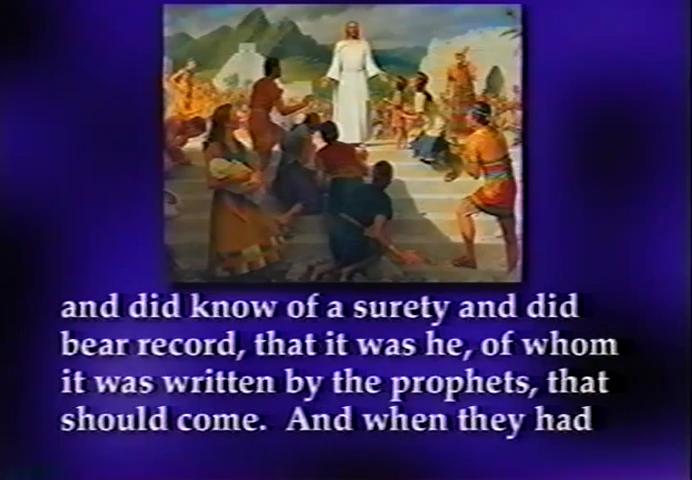 and did know of a surety and did
bear record, that it was he, of whom
it was written by the prophets, that
should come.  And when they had